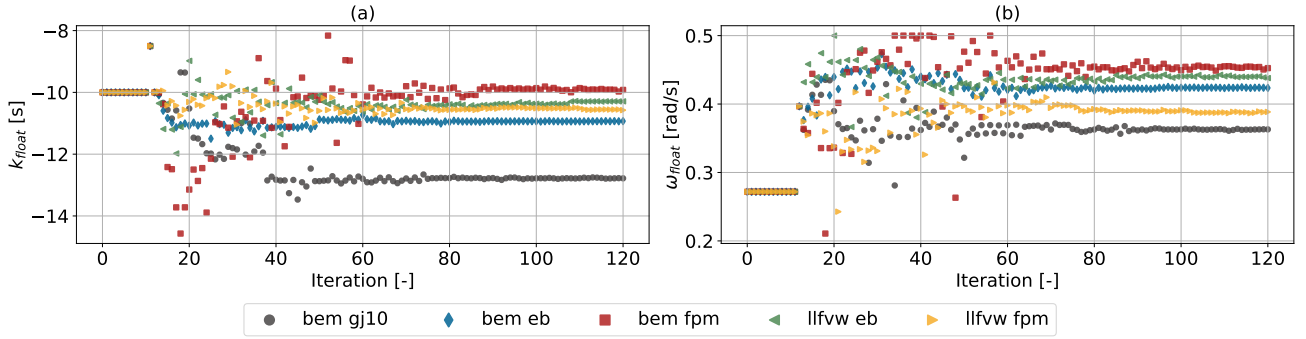 (a)
−8
−10
−12
−14
k_float [s]
0 20 40 60 80 100 120
Iteration [-]
(b)
0.5
0.4
0.3
0.2
ω_float [rad/s]
0 20 40 60 80 100 120
Iteration [-]
bem gj10 bem eb bem fpm llfvw eb llfvw fpm